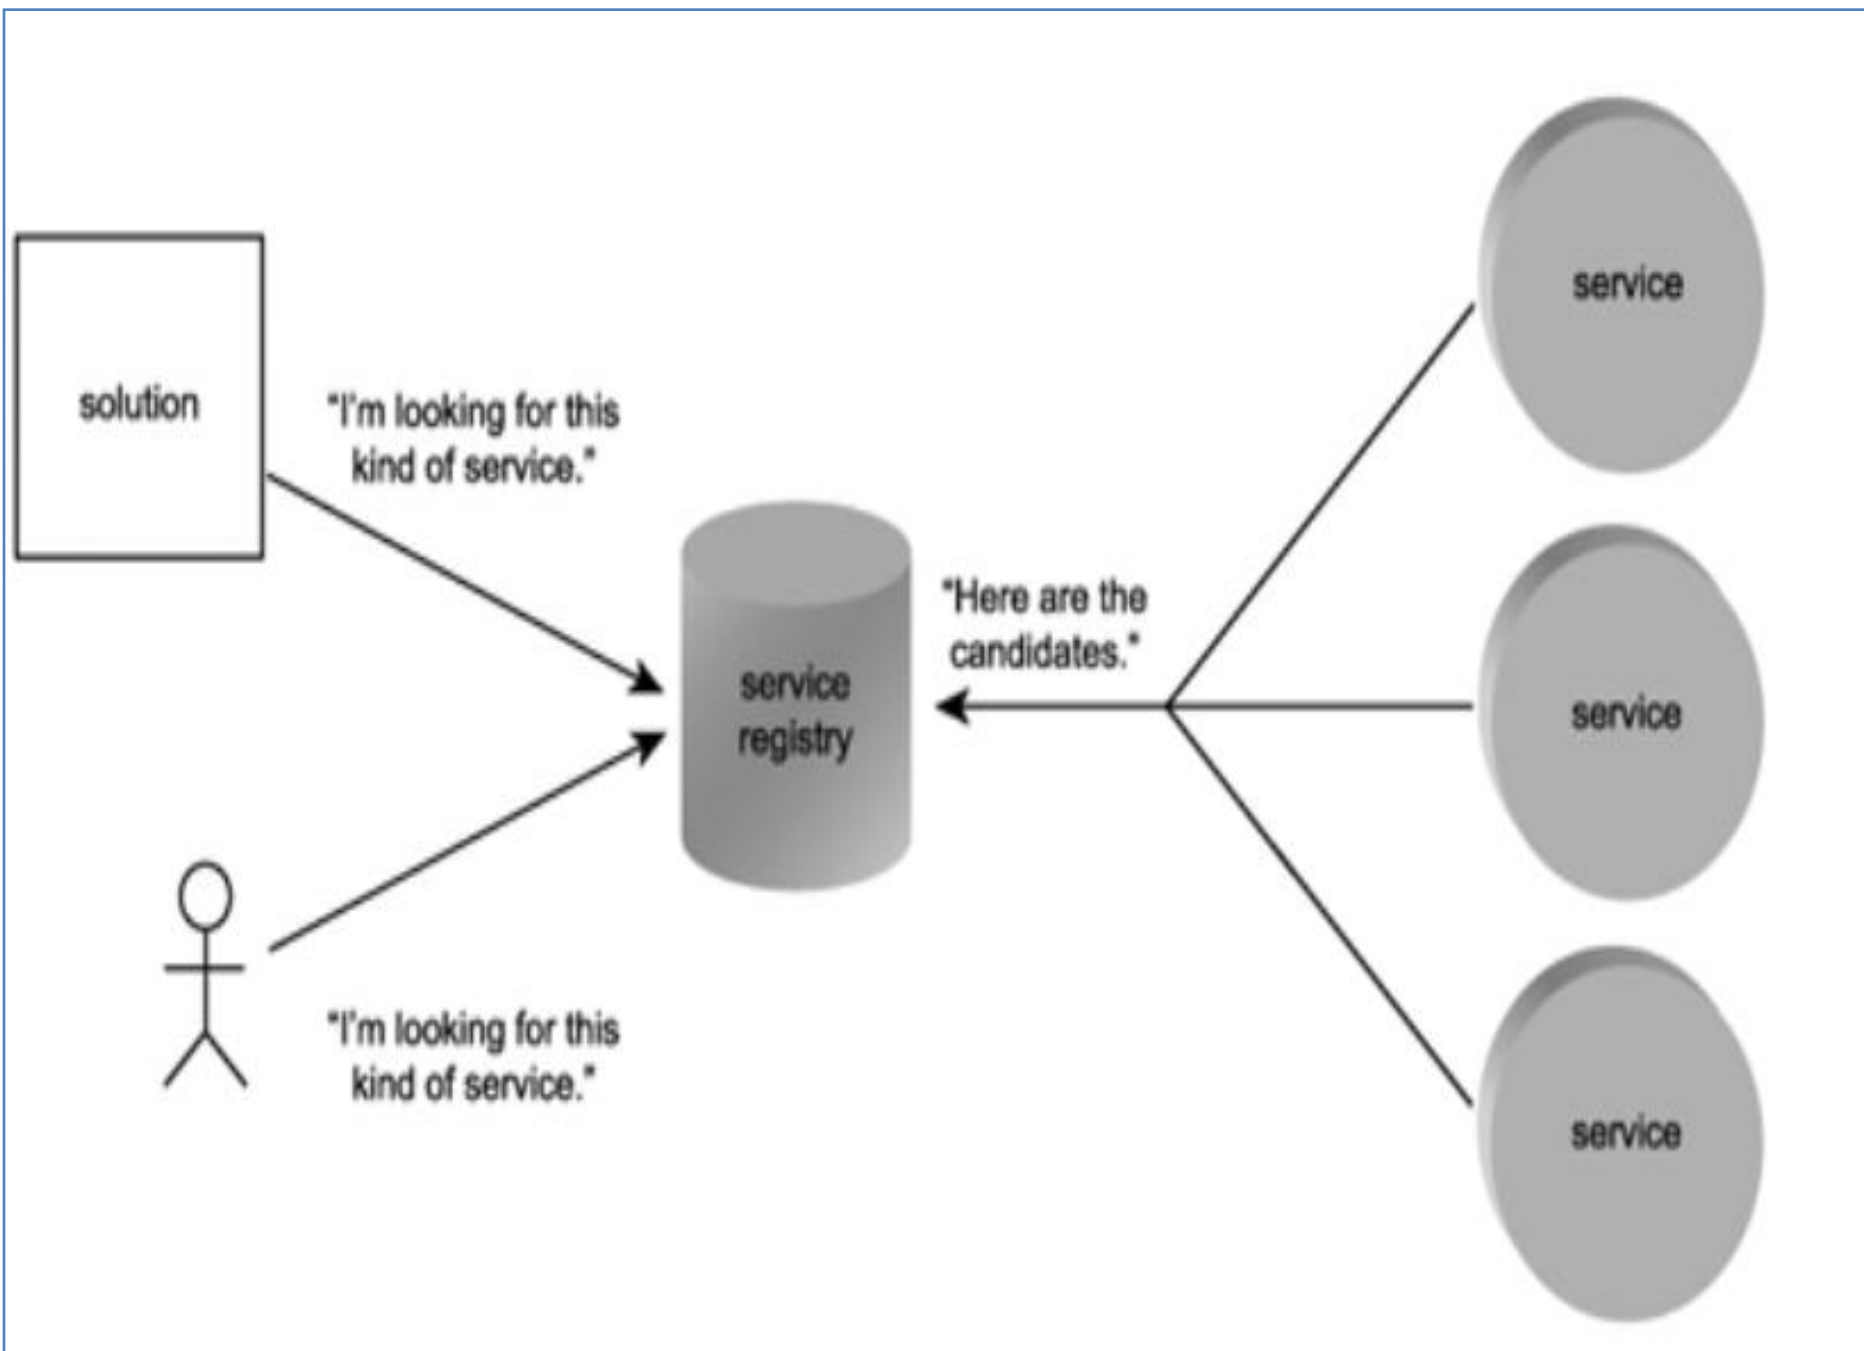 solution
"I'm looking for this
kind of service."
service
registry
"Here are the
candidates."
"I'm looking for this
kind of service."
service
service
service